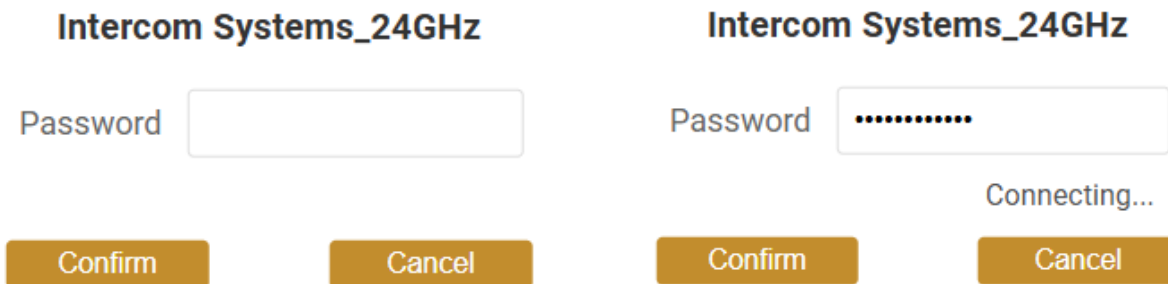 Intercom Systems_24GHz
Password
Confirm Cancel
Intercom Systems_24GHz
Password ••••••••••••
Connecting...
Confirm Cancel